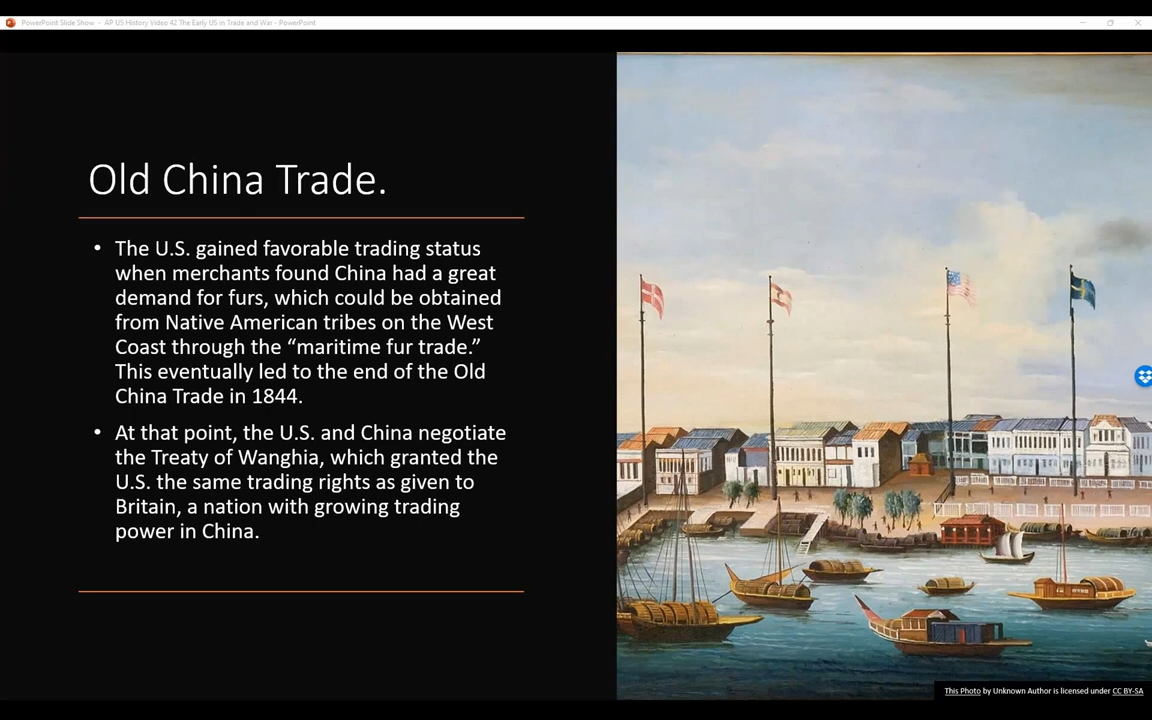 PowerPoint Slide Show - AP US History Video 42 The Early US in Trade and War - PowerPoint
Old China Trade.
• The U.S. gained favorable trading status
when merchants found China had a great
demand for furs, which could be obtained
from Native American tribes on the West
Coast through the “maritime fur trade.”
This eventually led to the end of the Old
China Trade in 1844.
• At that point, the U.S. and China negotiate
the Treaty of Wanghia, which granted the
U.S. the same trading rights as given to
Britain, a nation with growing trading
power in China.
This Photo by Unknown Author is licensed under CC BY-SA